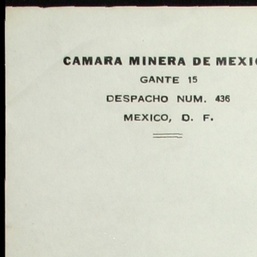 CAMARA MINERA DE MEXIC
GANTE 15
DESPACHO NUM. 436
MEXICO, D. F.